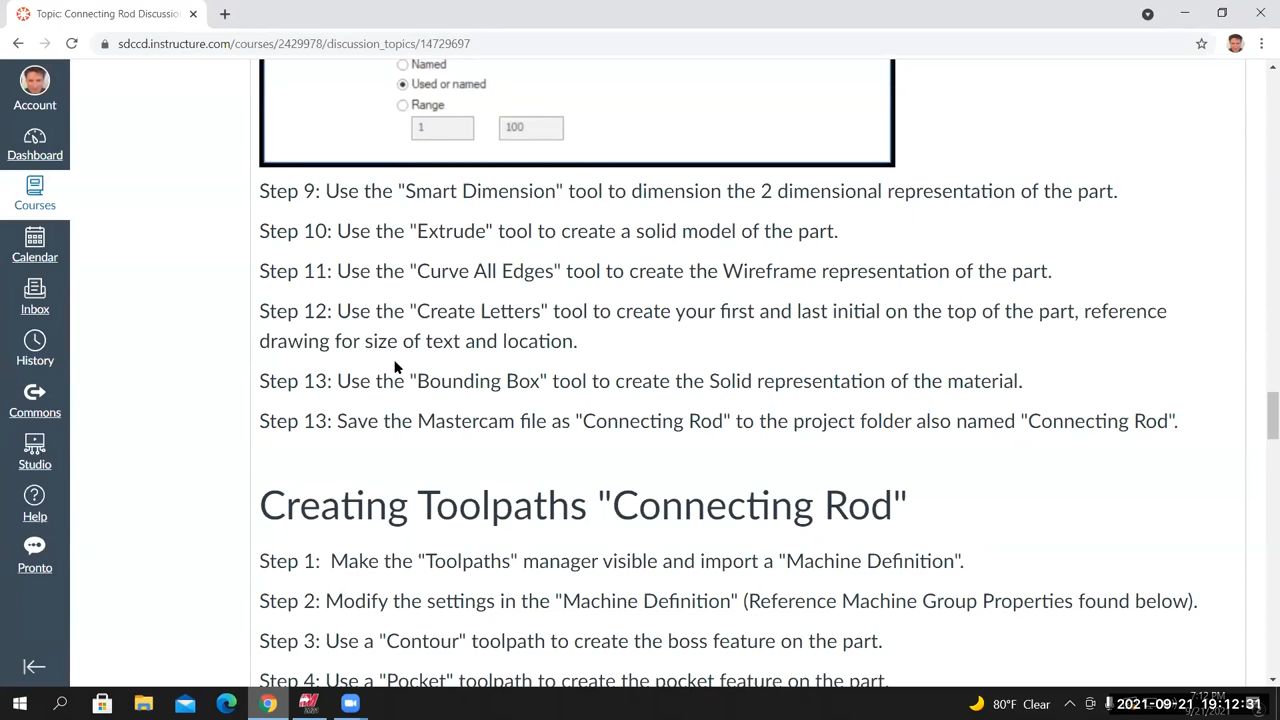 Topic: Connecting Rod Discussio
sdccd.instructure.com/courses/2429978/discussion_topics/14729697
Account
Dashboard
Courses
Calendar
Inbox
History
Commons
Studio
Help
Pronto
Named
Used or named
Range
1 100
Step 9: Use the "Smart Dimension" tool to dimension the 2 dimensional representation of the part.
Step 10: Use the "Extrude" tool to create a solid model of the part.
Step 11: Use the "Curve All Edges" tool to create the Wireframe representation of the part.
Step 12: Use the "Create Letters" tool to create your first and last initial on the top of the part, reference
drawing for size of text and location.
Step 13: Use the "Bounding Box" tool to create the Solid representation of the material.
Step 13: Save the Mastercam file as "Connecting Rod" to the project folder also named "Connecting Rod".
Creating Toolpaths "Connecting Rod"
Step 1: Make the "Toolpaths" manager visible and import a "Machine Definition".
Step 2: Modify the settings in the "Machine Definition" (Reference Machine Group Properties found below).
Step 3: Use a "Contour" toolpath to create the boss feature on the part.
Step 4: Use a "Pocket" toolpath to create the pocket feature on the part.
80°F Clear
7:12 PM
2021-09-21 19:12:31
9/21/2021